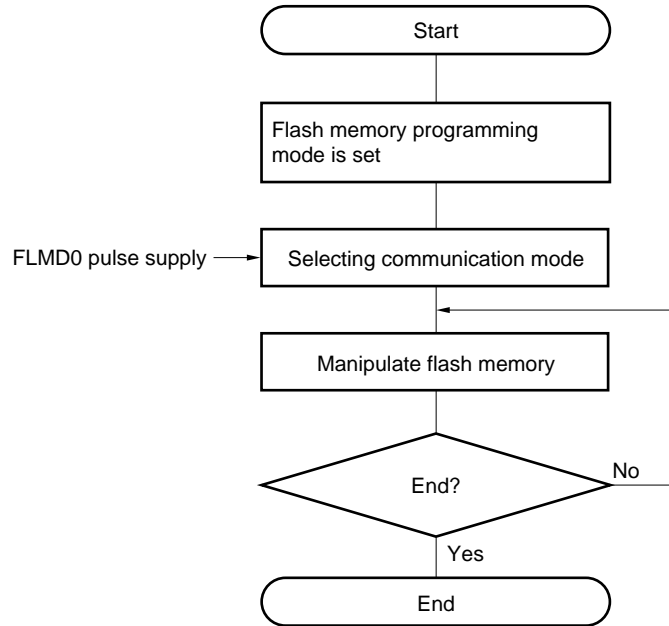 Start
Flash memory programming
mode is set
FLMD0 pulse supply
Selecting communication mode
Manipulate flash memory
End?
No
Yes
End